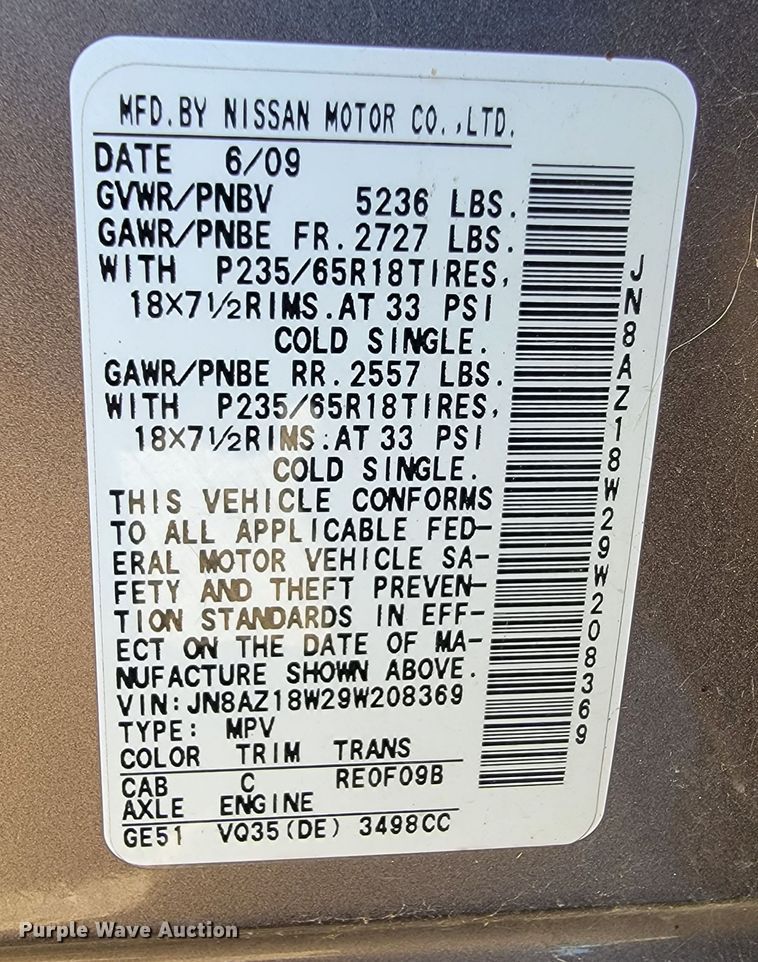 MFD.BY NISSAN MOTOR CO.,LTD.
DATE 6/09
GVWR/PNBV 5236 LBS.
GAWR/PNBE FR. 2727 LBS.
WITH P235/65R18TIRES,
18X7½RIMS.AT 33 PSI
COLD SINGLE.
GAWR/PNBE RR. 2557 LBS.
WITH P235/65R18TIRES,
18X7½RIMS.AT 33 PSI
COLD SINGLE.
THIS VEHICLE CONFORMS
TO ALL APPLICABLE FED-
ERAL MOTOR VEHICLE SA-
FETY AND THEFT PREVEN-
TION STANDARDS IN EFF-
ECT ON THE DATE OF MA-
NUFACTURE SHOWN ABOVE.
VIN:JN8AZ18W29W208369
TYPE: MPV
COLOR TRIM TRANS
CAB C RE0F09B
AXLE ENGINE
GE51 VQ35(DE) 3498CC
JN8AZ18W29W208369
Purple Wave Auction